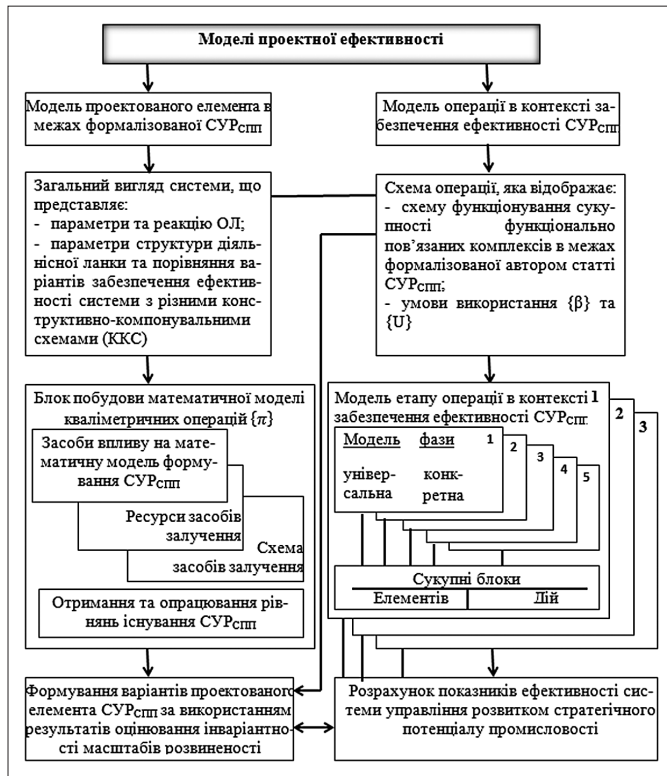 Моделі проектної ефективності
Модель проектованого елемента в
межах формалізованої СУРСПП
Модель операції в контексті за-
безпечення ефективності СУРСПП
Загальний вигляд системи, що
представляє:
- параметри та реакцію ОЛ;
- параметри структури діяль-
нісної ланки та порівняння ва-
ріантів забезпечення ефектив-
ності системи з різними конс-
труктивно-компонувальними
схемами (ККС)
Схема операції, яка відображає:
- схему функціонування суку-
пності функціонально
пов’язаних комплексів в межах
формалізованої автором статті
СУРСПП;
- умови використання {β} та
{U}
Блок побудови математичної моделі
кваліметричних операцій {π}
Засоби впливу на мате-
матичну модель форму-
вання СУРСПП
Ресурси засобів
залучення
Схема
засобів залучення
Отримання та опрацювання рів-
нянь існування СУРСПП
Модель етапу операції в контексті 1
забезпечення ефективності СУРСПП
2
3
Модель фази 1
універ- конк-
сальна ретна
2
3
4
5
Сукупні блоки
Елементів Дій
Формування варіантів проектованого
елемента СУРСПП за використанням
результатів оцінювання інваріантно-
сті масштабів розвиненості
Розрахунок показників ефективності сис-
теми управління розвитком стратегічного
потенціалу промисловості